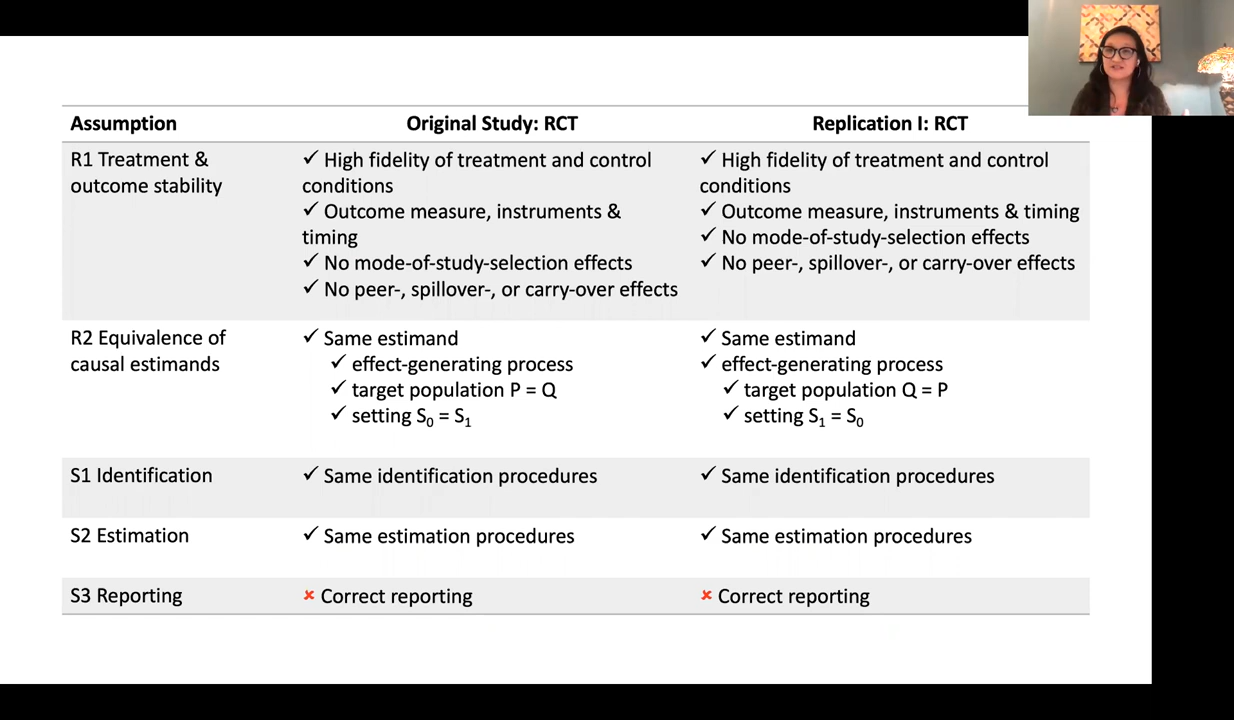 Assumption Original Study: RCT Replication I: RCT
R1 Treatment &
outcome stability
✓ High fidelity of treatment and control
conditions
✓ Outcome measure, instruments &
timing
✓ No mode-of-study-selection effects
✓ No peer-, spillover-, or carry-over effects
✓ High fidelity of treatment and control
conditions
✓ Outcome measure, instruments & timing
✓ No mode-of-study-selection effects
✓ No peer-, spillover-, or carry-over effects
R2 Equivalence of
causal estimands
✓ Same estimand
✓ effect-generating process
✓ target population P = Q
✓ setting S₀ = S₁
✓ Same estimand
✓ effect-generating process
✓ target population Q = P
✓ setting S₁ = S₀
S1 Identification
✓ Same identification procedures
✓ Same identification procedures
S2 Estimation
✓ Same estimation procedures
✓ Same estimation procedures
S3 Reporting
✘ Correct reporting
✘ Correct reporting